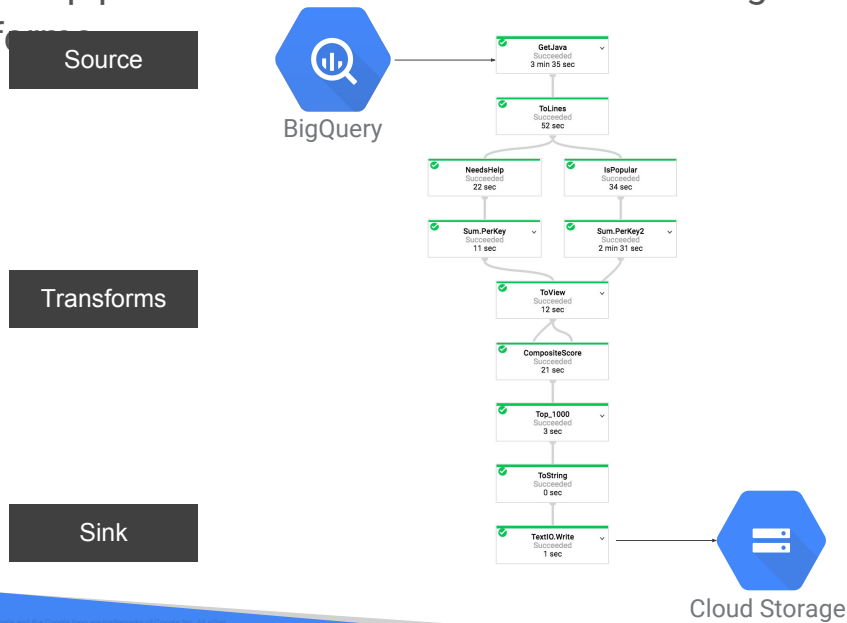 Source
BigQuery
GetJava
Succeeded
3 min 35 sec
ToLines
Succeeded
52 sec
NeedsHelp
Succeeded
22 sec
IsPopular
Succeeded
34 sec
Sum.PerKey
Succeeded
11 sec
Sum.PerKey2
Succeeded
2 min 31 sec
Transforms
ToView
Succeeded
12 sec
CompositeScore
Succeeded
21 sec
Top_1000
Succeeded
3 sec
ToString
Succeeded
0 sec
Sink
TextIO.Write
Succeeded
1 sec
Cloud Storage